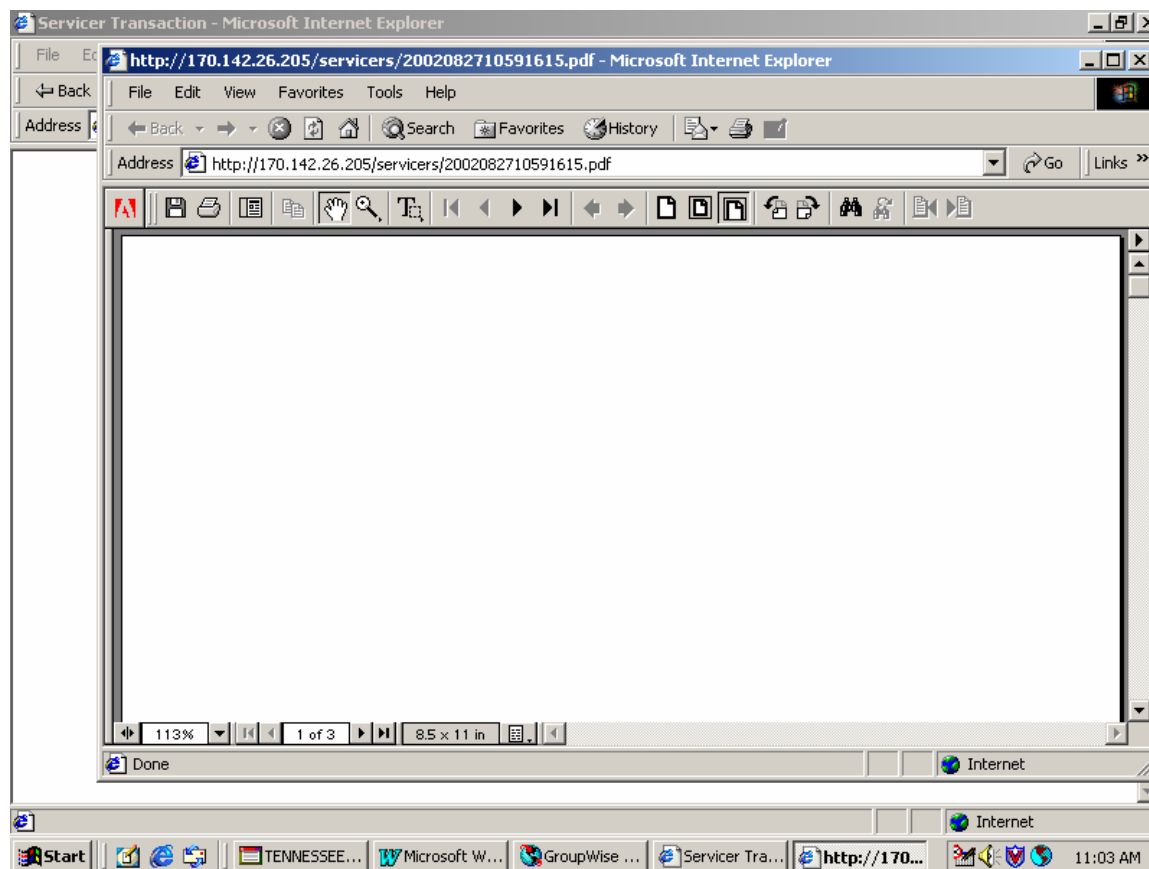 Servicer Transaction - Microsoft Internet Explorer
File Ed
http://170.142.26.205/servicers/2002082710591615.pdf - Microsoft Internet Explorer
Back
File Edit View Favorites Tools Help
Address
Back Search Favorites History
Address http://170.142.26.205/servicers/2002082710591615.pdf Go Links »
113% 1 of 3 8.5 x 11 in
Done Internet
Internet
Start TENNESSEE... Microsoft W... GroupWise ... Servicer Tra... http://170... 11:03 AM